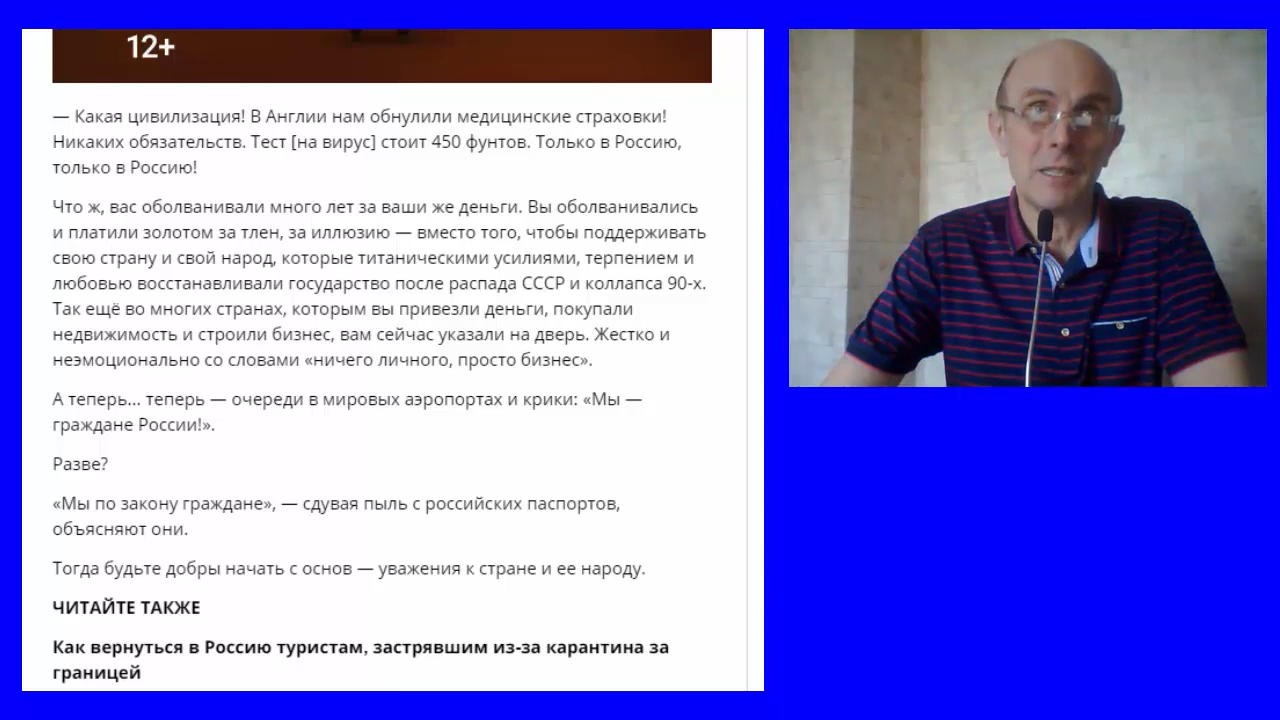 12+
— Какая цивилизация! В Англии нам обнулили медицинские страховки!
Никаких обязательств. Тест [на вирус] стоит 450 фунтов. Только в Россию,
только в Россию!
Что ж, вас оболванивали много лет за ваши же деньги. Вы оболванивались
и платили золотом за тлен, за иллюзию — вместо того, чтобы поддерживать
свою страну и свой народ, которые титаническими усилиями, терпением и
любовью восстанавливали государство после распада СССР и коллапса 90-х.
Так ещё во многих странах, которым вы привезли деньги, покупали
недвижимость и строили бизнес, вам сейчас указали на дверь. Жестко и
неэмоционально со словами «ничего личного, просто бизнес».
А теперь... теперь — очереди в мировых аэропортах и крики: «Мы —
граждане России!».
Разве?
«Мы по закону граждане», — сдувая пыль с российских паспортов,
объясняют они.
Тогда будьте добры начать с основ — уважения к стране и ее народу.
ЧИТАЙТЕ ТАКЖЕ
Как вернуться в Россию туристам, застрявшим из-за карантина за
границей